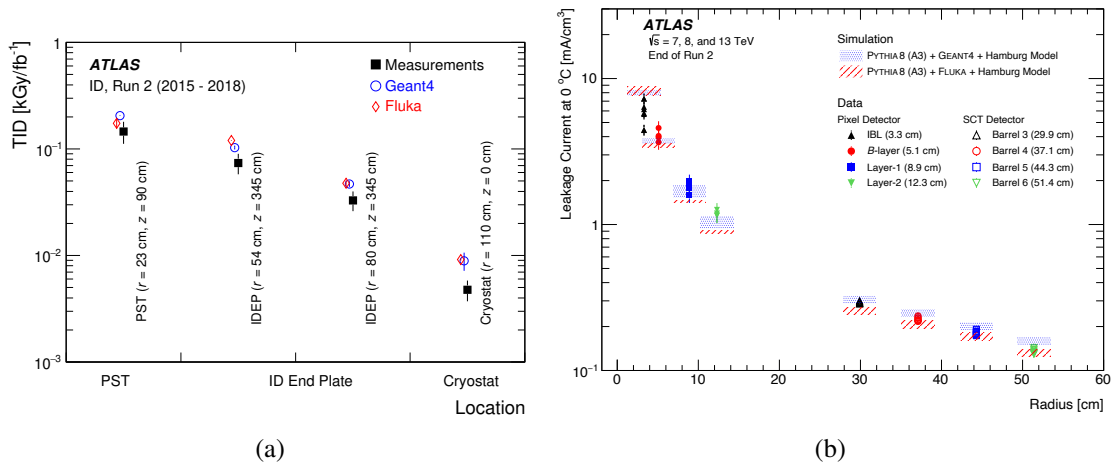 ATLAS
ID, Run 2 (2015 - 2018)
Measurements
Geant4
Fluka
TID [kGy/fb⁻¹]
1
10⁻¹
10⁻²
10⁻³
PST (r = 23 cm, z = 90 cm)
IDEP (r = 54 cm, z = 345 cm)
IDEP (r = 80 cm, z = 345 cm)
Cryostat (r = 110 cm, z = 0 cm)
PST
ID End Plate
Cryostat
Location
(a)
ATLAS
√s = 7, 8, and 13 TeV
End of Run 2
Simulation
PYTHIA8 (A3) + GEANT4 + Hamburg Model
PYTHIA8 (A3) + FLUKA + Hamburg Model
Data
Pixel Detector
IBL (3.3 cm)
B-layer (5.1 cm)
Layer-1 (8.9 cm)
Layer-2 (12.3 cm)
SCT Detector
Barrel 3 (29.9 cm)
Barrel 4 (37.1 cm)
Barrel 5 (44.3 cm)
Barrel 6 (51.4 cm)
Leakage Current at 0 °C [mA/cm³]
10
1
10⁻¹
0 10 20 30 40 50 60
Radius [cm]
(b)